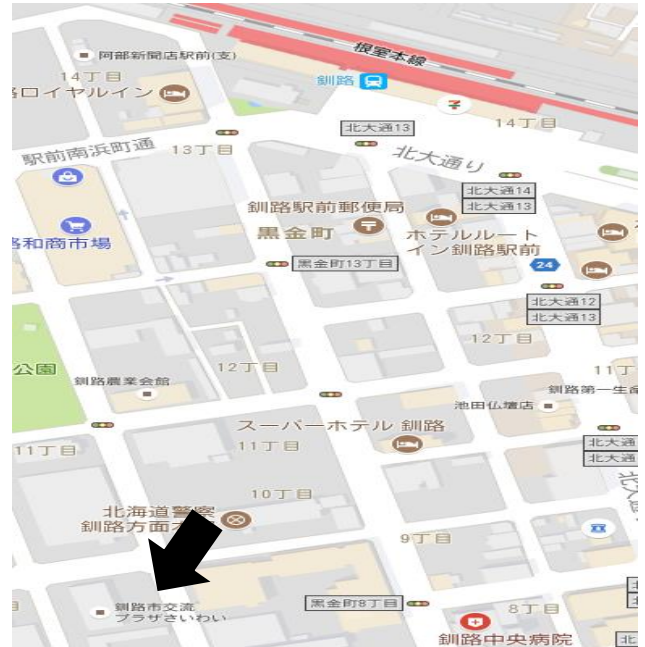 根室本線
阿部新聞店駅前(支)
14丁目
ロイヤルイン
釧路
14丁目
北大通13
駅前南浜町通
13丁目
北大通り
北大通14
北大通13
釧路駅前郵便局
黒金町
ホテルルート
イン釧路駅前
和商市場
黒金町13丁目
24
北大通12
北大通13
12丁目
公園
12丁目
11丁
釧路農業会館
釧路第一生命
池田仏壇店
スーパーホテル 釧路
11丁目
11丁目
北大通
北大通
10丁目
北海道警察
釧路方面本
9丁目
釧路市交流
プラザさいわい
黒金町8丁目
8丁目
釧路中央病院
北